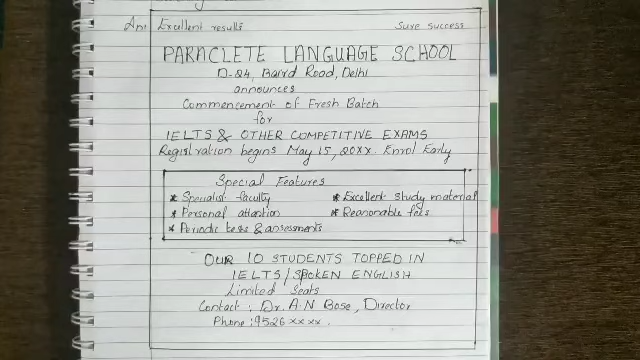 Ans Excellent results Sure success
PARACLETE LANGUAGE SCHOOL
D-24, Baird Road, Delhi
announces
Commencement of Fresh Batch
for
IELTS & OTHER COMPETITIVE EXAMS
Registration begins May 15, 20XX. Enrol Early
Special Features
* Specialist faculty * Excellent study material
* Personal attention * Reasonable fees
* Periodic tests & assessments
OUR 10 STUDENTS TOPPED IN
IELTS/SPOKEN ENGLISH
Limited Seats
Contact : Dr. A.N Bose, Director
Phone : 9526 xxxx.